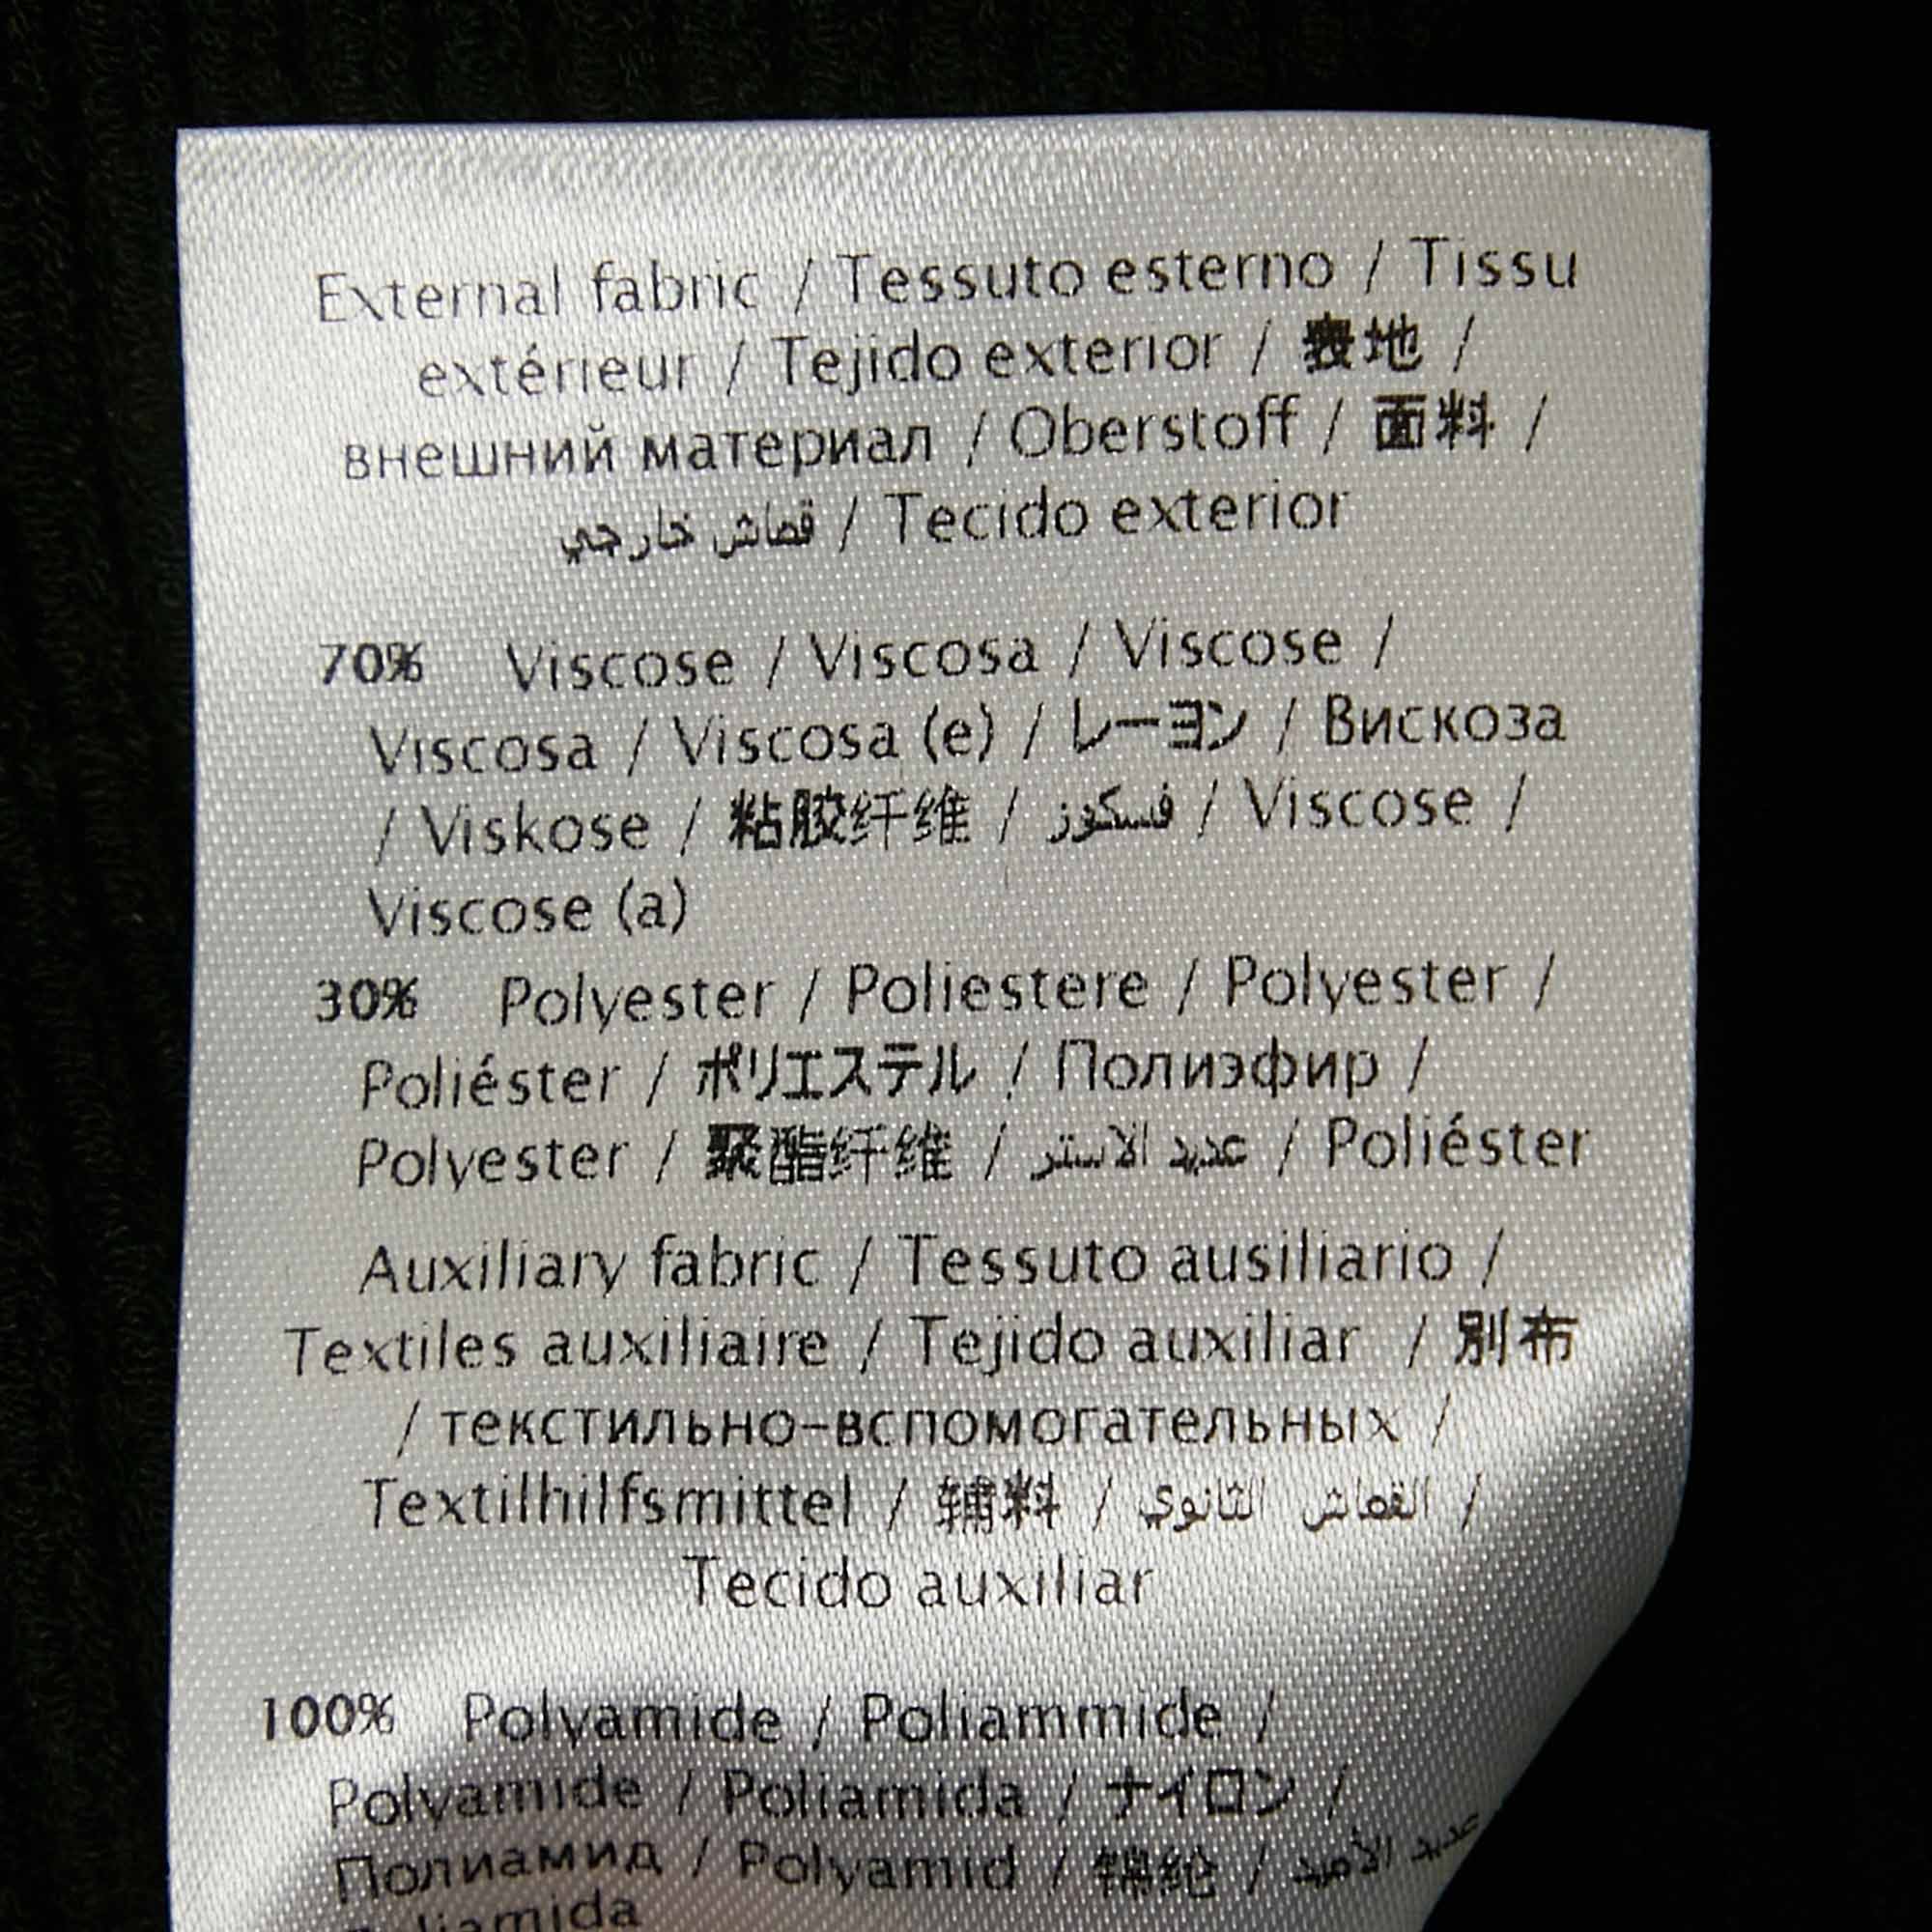 External fabric / Tessuto esterno / Tissu
extérieur / Tejido exterior / 表地 /
внешний материал / Oberstoff / 面料 /
قماش خارجي / Tecido exterior
70% Viscose / Viscosa / Viscose /
Viscosa / Viscosa (e) / レーヨン / Вискоза
/ Viskose / 粘胶纤维 / فسكوز / Viscose /
Viscose (a)
30% Polyester / Poliestere / Polyester /
Poliéster / ポリエステル / Полиэфир /
Polyester / 聚酯纤维 / عديد الاستر / Poliéster
Auxiliary fabric / Tessuto ausiliario /
Textiles auxiliaire / Tejido auxiliar / 別布
/ текстильно-вспомогательных /
Textilhilfsmittel / 辅料 / القماش الثانوي /
Tecido auxiliar
100% Polyamide / Poliammide /
Polyamide / Poliamida / ナイロン /
Полиамид / Polyamid / 锦纶 / عديد الأميد
Poliamida